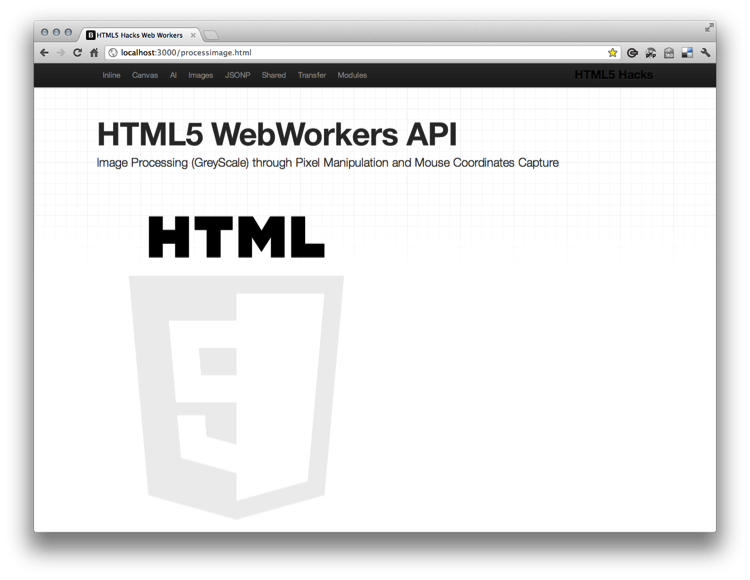 HTML5 Hacks Web Workers
localhost:3000/processimage.html
Inline Canvas AI Images JSONP Shared Transfer Modules HTML5 Hacks
HTML5 WebWorkers API
Image Processing (GreyScale) through Pixel Manipulation and Mouse Coordinates Capture
HTML
5